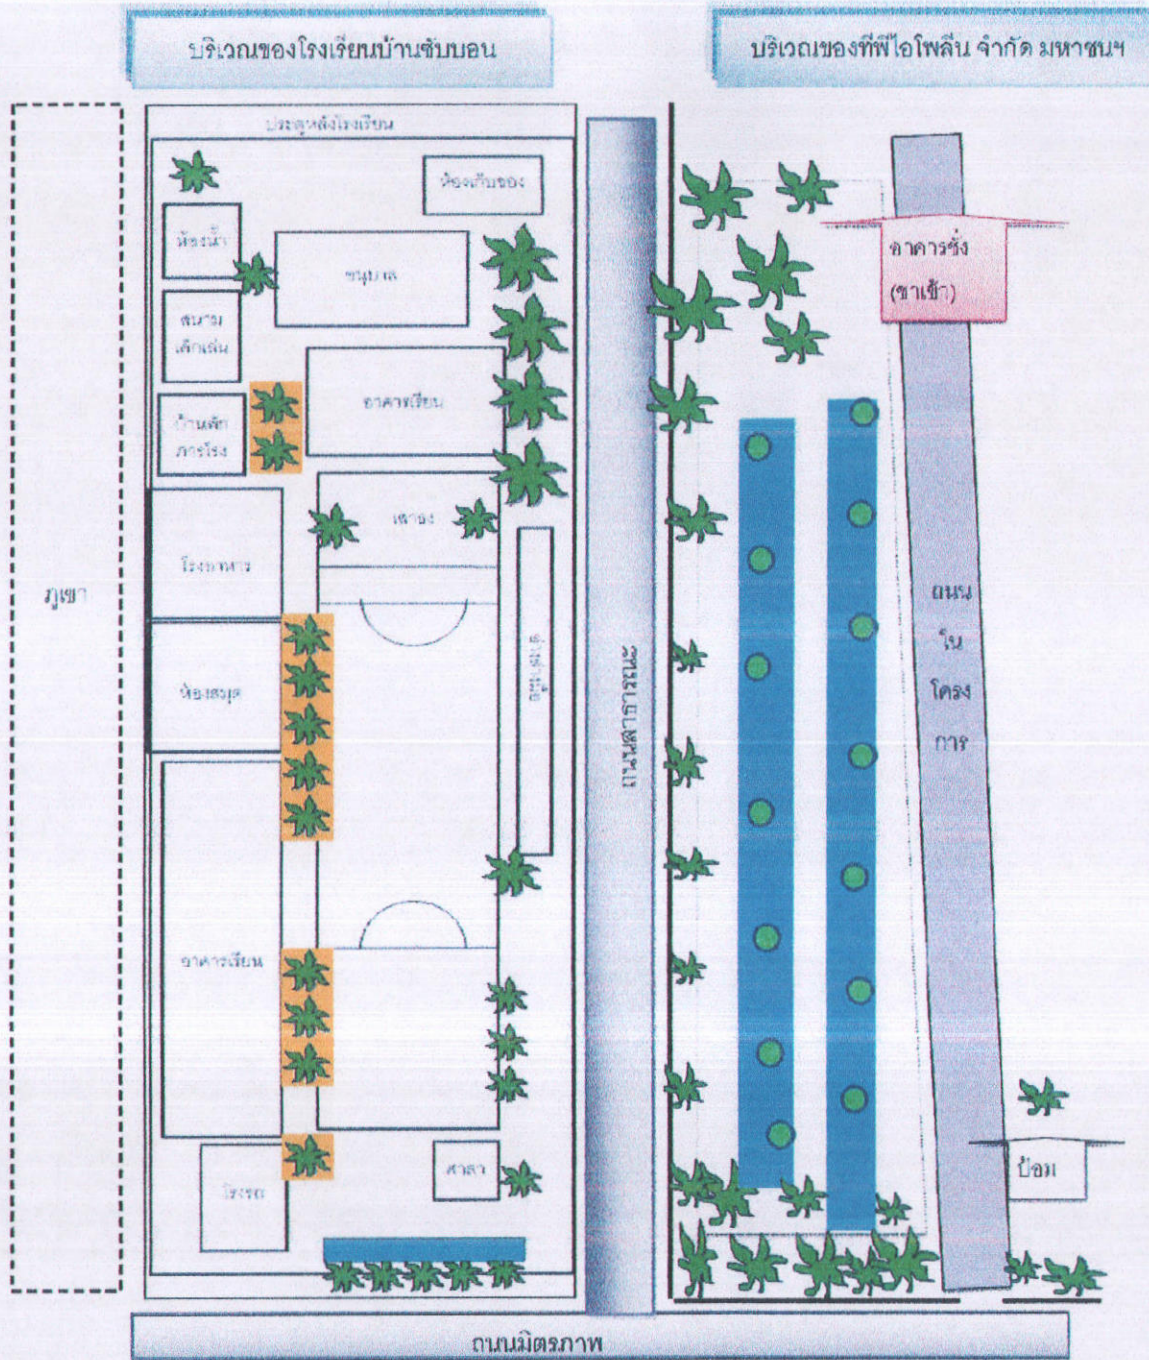 บริเวณของโรงเรียนบ้านซับบอน
บริเวณของทีพีไอโพลีน จำกัด มหาชนฯ
ประตูหลังโรงเรียน
ห้องเก็บของ
ห้องน้ำ
อนุบาล
สนาม
เด็กเล่น
อาคารเรียน
บ้านพัก
ภารโรง
เสาธง
โรงอาหาร
ห้องสมุด
อาคารเรียน
โรงรถ
ศาลา
ภูเขา
ถนนสาธารณะ
อาคารชั่ง
(ขาเข้า)
ถนน
ใน
โครง
การ
ป้อม
ถนนมิตรภาพ